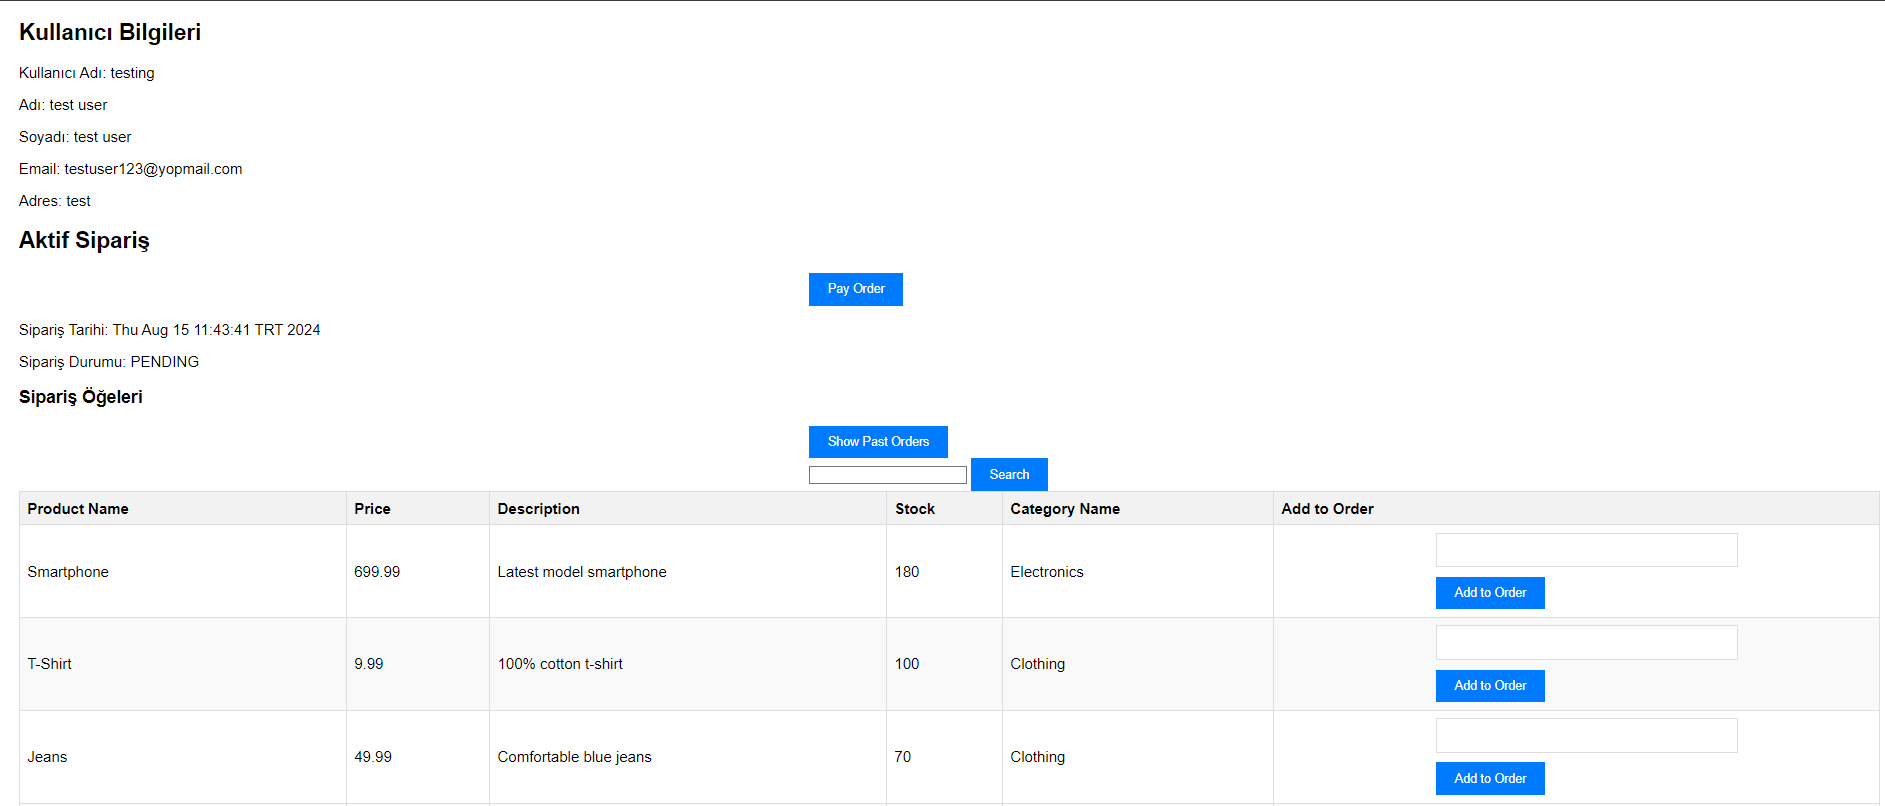 Kullanıcı Bilgileri
Kullanıcı Adı: testing
Adı: test user
Soyadı: test user
Email: testuser123@yopmail.com
Adres: test
Aktif Sipariş
Pay Order
Sipariş Tarihi: Thu Aug 15 11:43:41 TRT 2024
Sipariş Durumu: PENDING
Sipariş Öğeleri
Show Past Orders
Search
Product Name Price Description Stock Category Name Add to Order
Smartphone 699.99 Latest model smartphone 180 Electronics
Add to Order
T-Shirt 9.99 100% cotton t-shirt 100 Clothing
Add to Order
Jeans 49.99 Comfortable blue jeans 70 Clothing
Add to Order